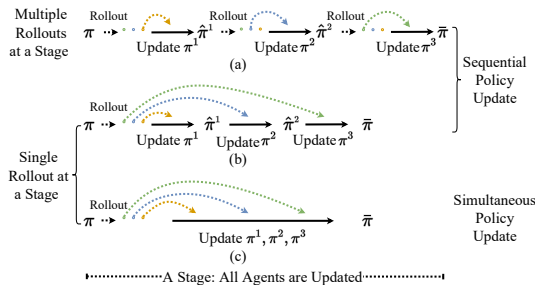 Multiple
Rollouts
at a Stage
π Rollout Update π¹ π̂¹ Rollout Update π² π̂² Rollout Update π³ π̄
(a)
Sequential
Policy
Update
π Rollout Update π¹ π̂¹ Update π² π̂² Update π³ π̄
(b)
Single
Rollout at
a Stage
π Rollout Update π¹, π², π³ π̄
(c)
Simultaneous
Policy
Update
A Stage: All Agents are Updated